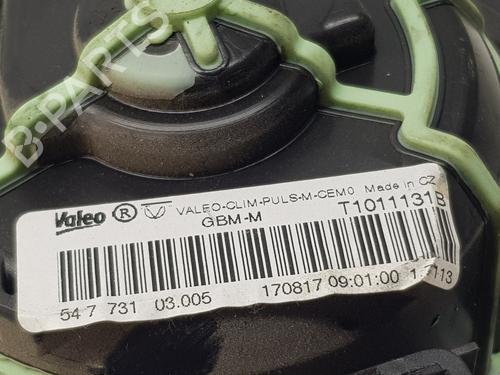 B-PARTS
Valeo ® VALEO-CLIM-PULS-M-CEM0 Made in CZ
GBM-M T1011131B
54 7 731 03.005 170817 09:01:00